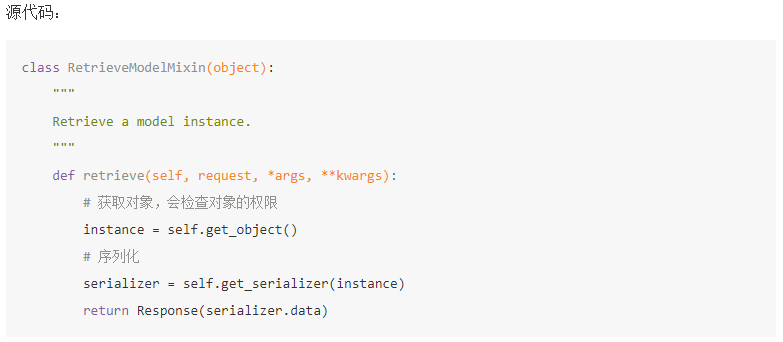 源代码：
class RetrieveModelMixin(object):
    """
    Retrieve a model instance.
    """
    def retrieve(self, request, *args, **kwargs):
        # 获取对象，会检查对象的权限
        instance = self.get_object()
        # 序列化
        serializer = self.get_serializer(instance)
        return Response(serializer.data)